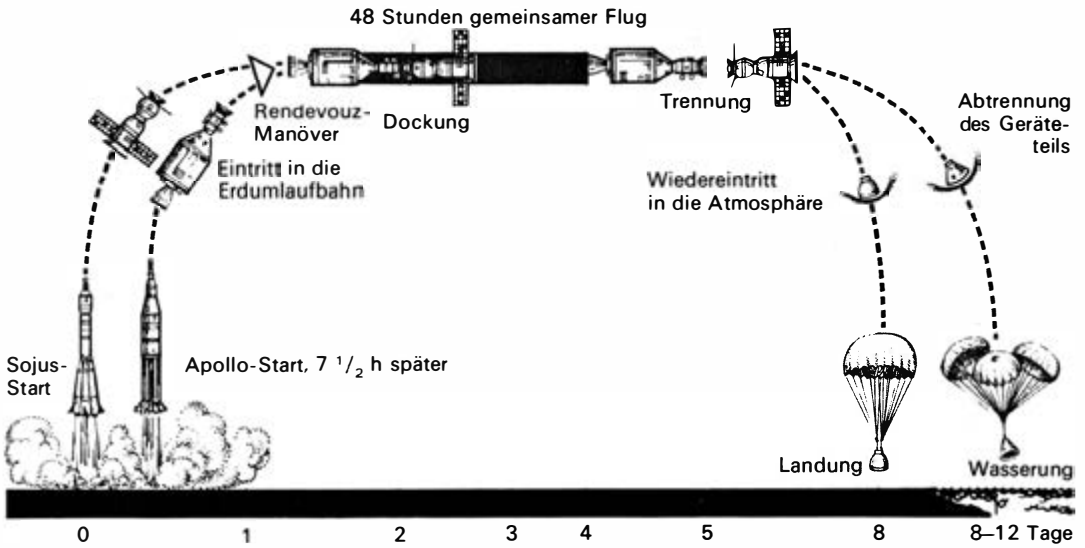 48 Stunden gemeinsamer Flug
Rendevouz-
Manöver
Dockung
Trennung
Abtrennung
des Geräte-
teils
Eintritt in die
Erdumlaufbahn
Wiedereintritt
in die Atmosphäre
Sojus-
Start
Apollo-Start, 7 1/2 h später
Landung
Wasserung
0 1 2 3 4 5 8 8–12 Tage